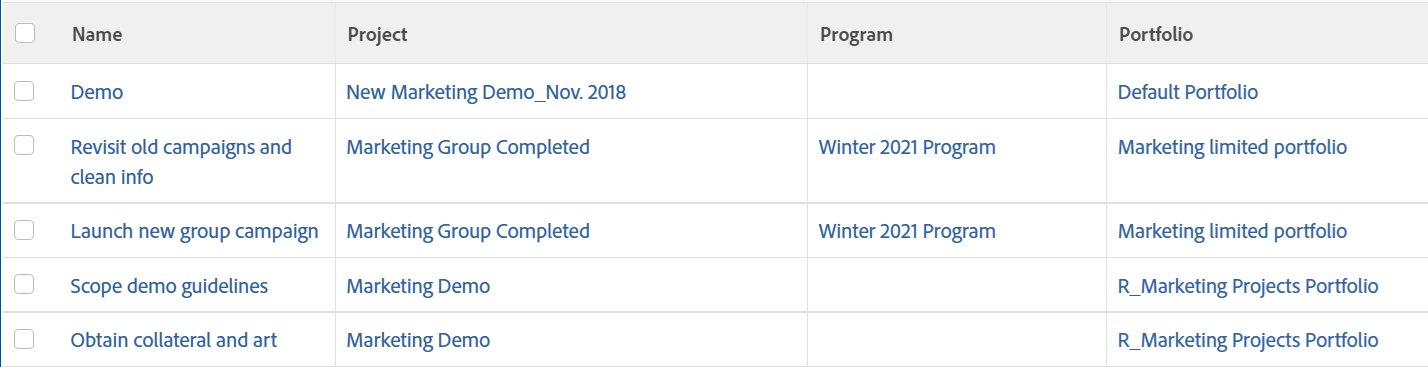 Name Project Program Portfolio
Demo New Marketing Demo_Nov. 2018 Default Portfolio
Revisit old campaigns and Marketing Group Completed Winter 2021 Program Marketing limited portfolio
clean info
Launch new group campaign Marketing Group Completed Winter 2021 Program Marketing limited portfolio
Scope demo guidelines Marketing Demo R_Marketing Projects Portfolio
Obtain collateral and art Marketing Demo R_Marketing Projects Portfolio